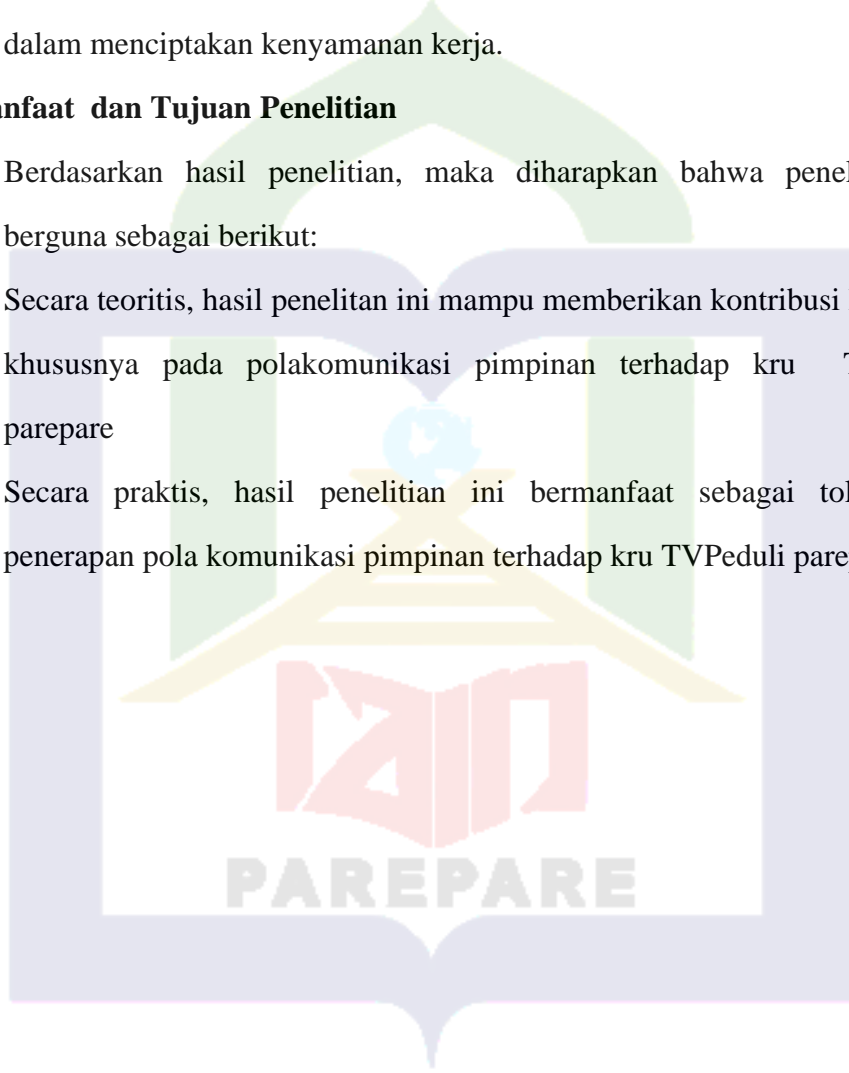 dalam menciptakan kenyamanan kerja.
anfaat dan Tujuan Penelitian
Berdasarkan hasil penelitian, maka diharapkan bahwa penel
berguna sebagai berikut:
Secara teoritis, hasil penelitan ini mampu memberikan kontribusi
khususnya pada polakomunikasi pimpinan terhadap kru T
parepare
Secara praktis, hasil penelitian ini bermanfaat sebagai tol
penerapan pola komunikasi pimpinan terhadap kru TVPeduli pare
iain
PAREPARE